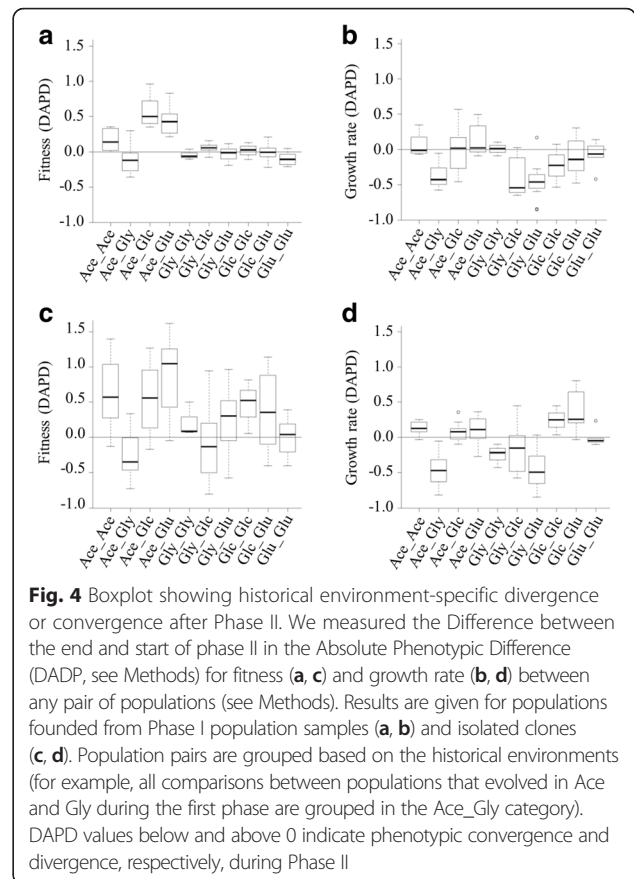 a
b
1.5
1.0
0.5
0.0
-0.5
-1.0
Fitness (DAPD)
Ace_Ace
Ace_Gly
Ace_Glc
Ace_Glu
Gly_Gly
Gly_Glc
Gly_Glu
Glc_Glc
Glc_Glu
Glu_Glu
1.5
1.0
0.5
0.0
-0.5
-1.0
Growth rate (DAPD)
Ace_Ace
Ace_Gly
Ace_Glc
Ace_Glu
Gly_Gly
Gly_Glc
Gly_Glu
Glc_Glc
Glc_Glu
Glu_Glu
c
d
1.5
1.0
0.5
0.0
-0.5
-1.0
Fitness (DAPD)
Ace_Ace
Ace_Gly
Ace_Glc
Ace_Glu
Gly_Gly
Gly_Glc
Gly_Glu
Glc_Glc
Glc_Glu
Glu_Glu
1.5
1.0
0.5
0.0
-0.5
-1.0
Growth rate (DAPD)
Ace_Ace
Ace_Gly
Ace_Glc
Ace_Glu
Gly_Gly
Gly_Glc
Gly_Glu
Glc_Glc
Glc_Glu
Glu_Glu
Fig. 4 Boxplot showing historical environment-specific divergence
or convergence after Phase II. We measured the Difference between
the end and start of phase II in the Absolute Phenotypic Difference
(DADP, see Methods) for fitness (a, c) and growth rate (b, d) between
any pair of populations (see Methods). Results are given for populations
founded from Phase I population samples (a, b) and isolated clones
(c, d). Population pairs are grouped based on the historical environments
(for example, all comparisons between populations that evolved in Ace
and Gly during the first phase are grouped in the Ace_Gly category).
DAPD values below and above 0 indicate phenotypic convergence and
divergence, respectively, during Phase II